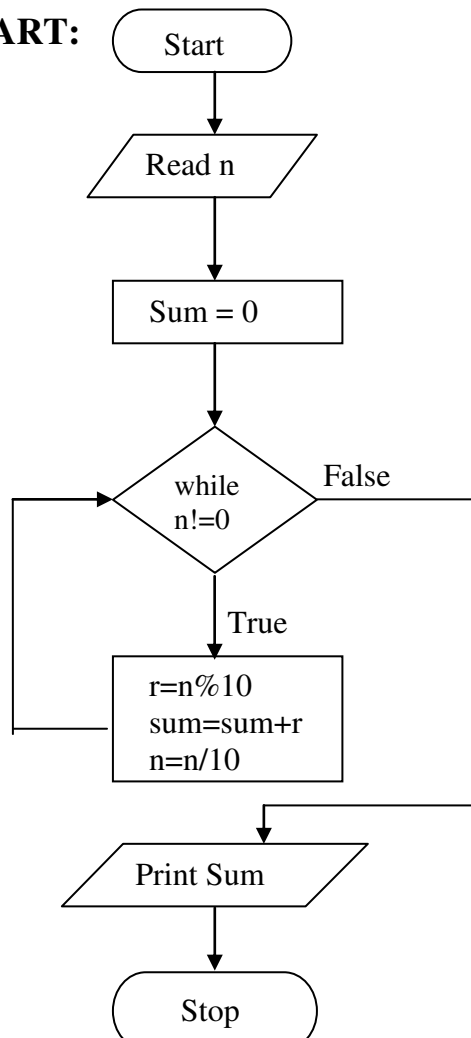 ART:
Start
Read n
Sum = 0
while
n!=0
False
True
r=n%10
sum=sum+r
n=n/10
Print Sum
Stop